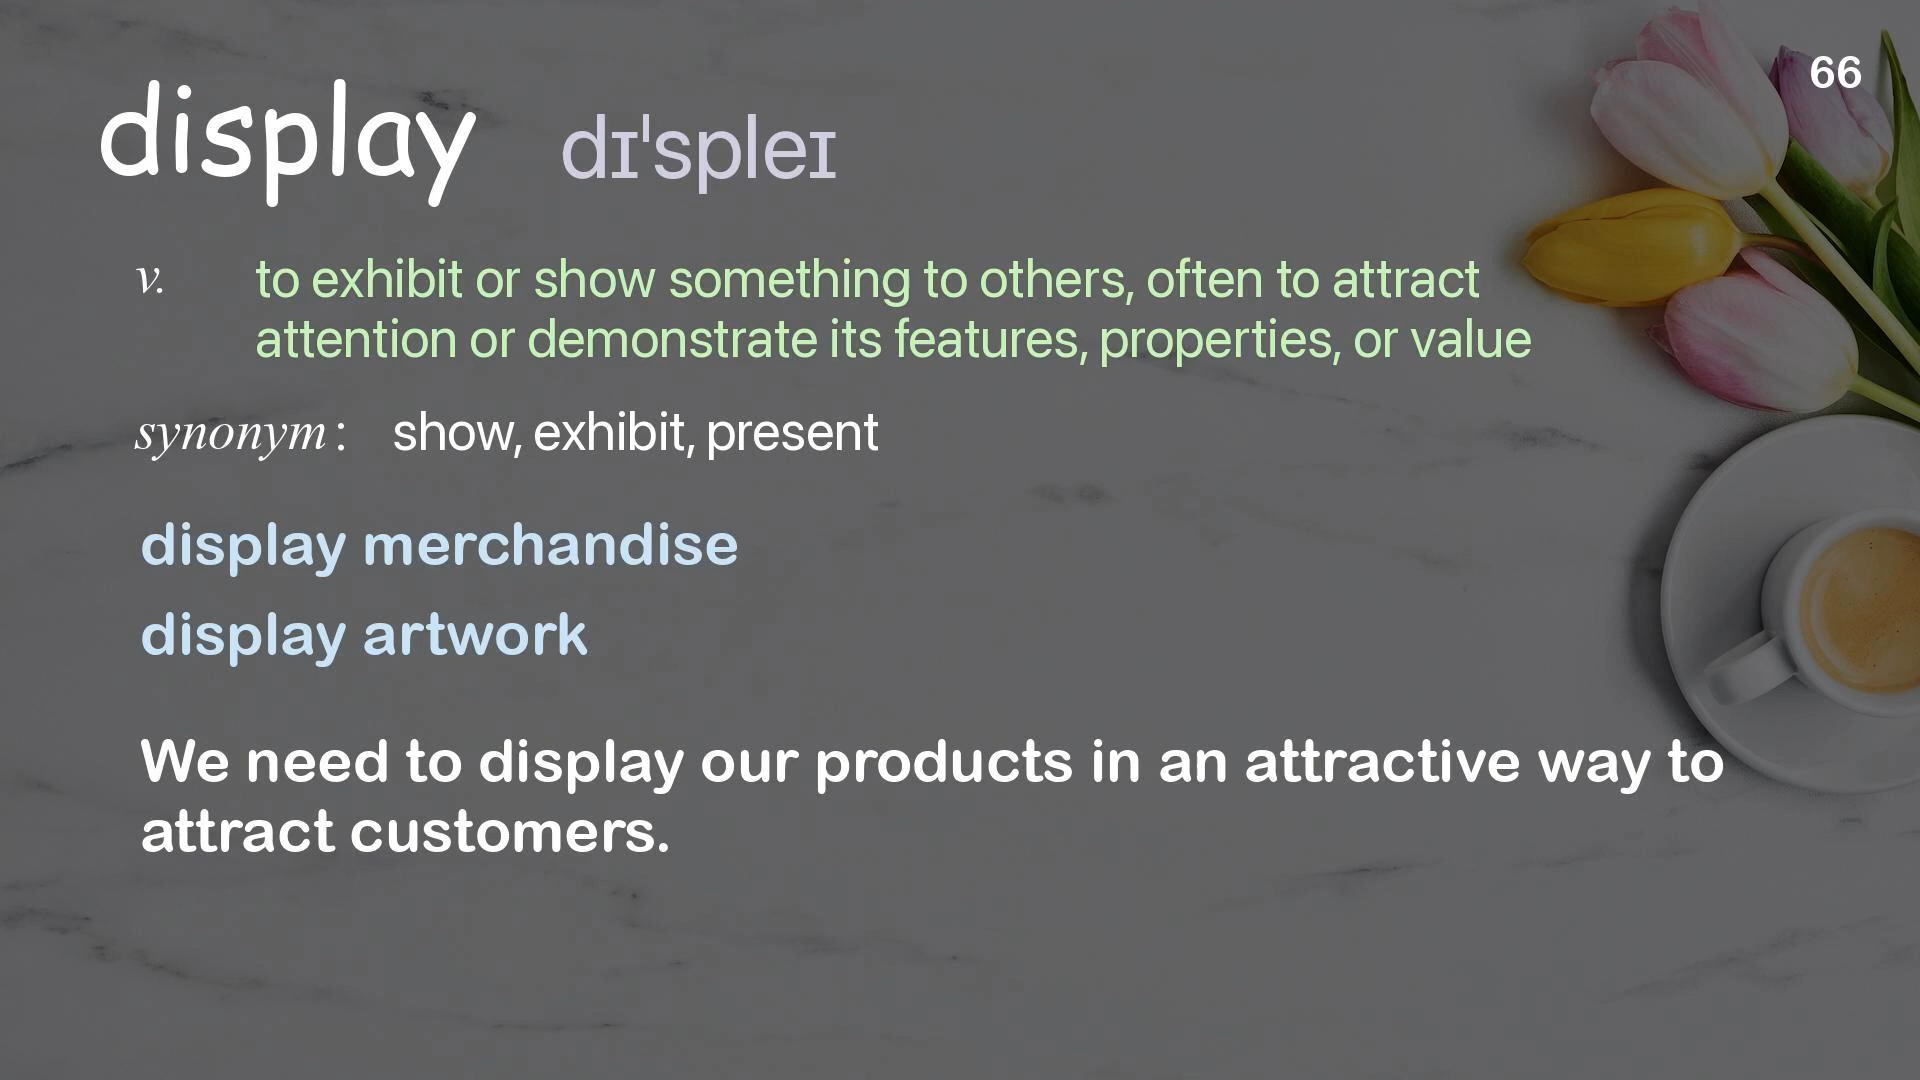 66
display dɪˈspleɪ
v. to exhibit or show something to others, often to attract
attention or demonstrate its features, properties, or value
synonym: show, exhibit, present
display merchandise
display artwork
We need to display our products in an attractive way to
attract customers.